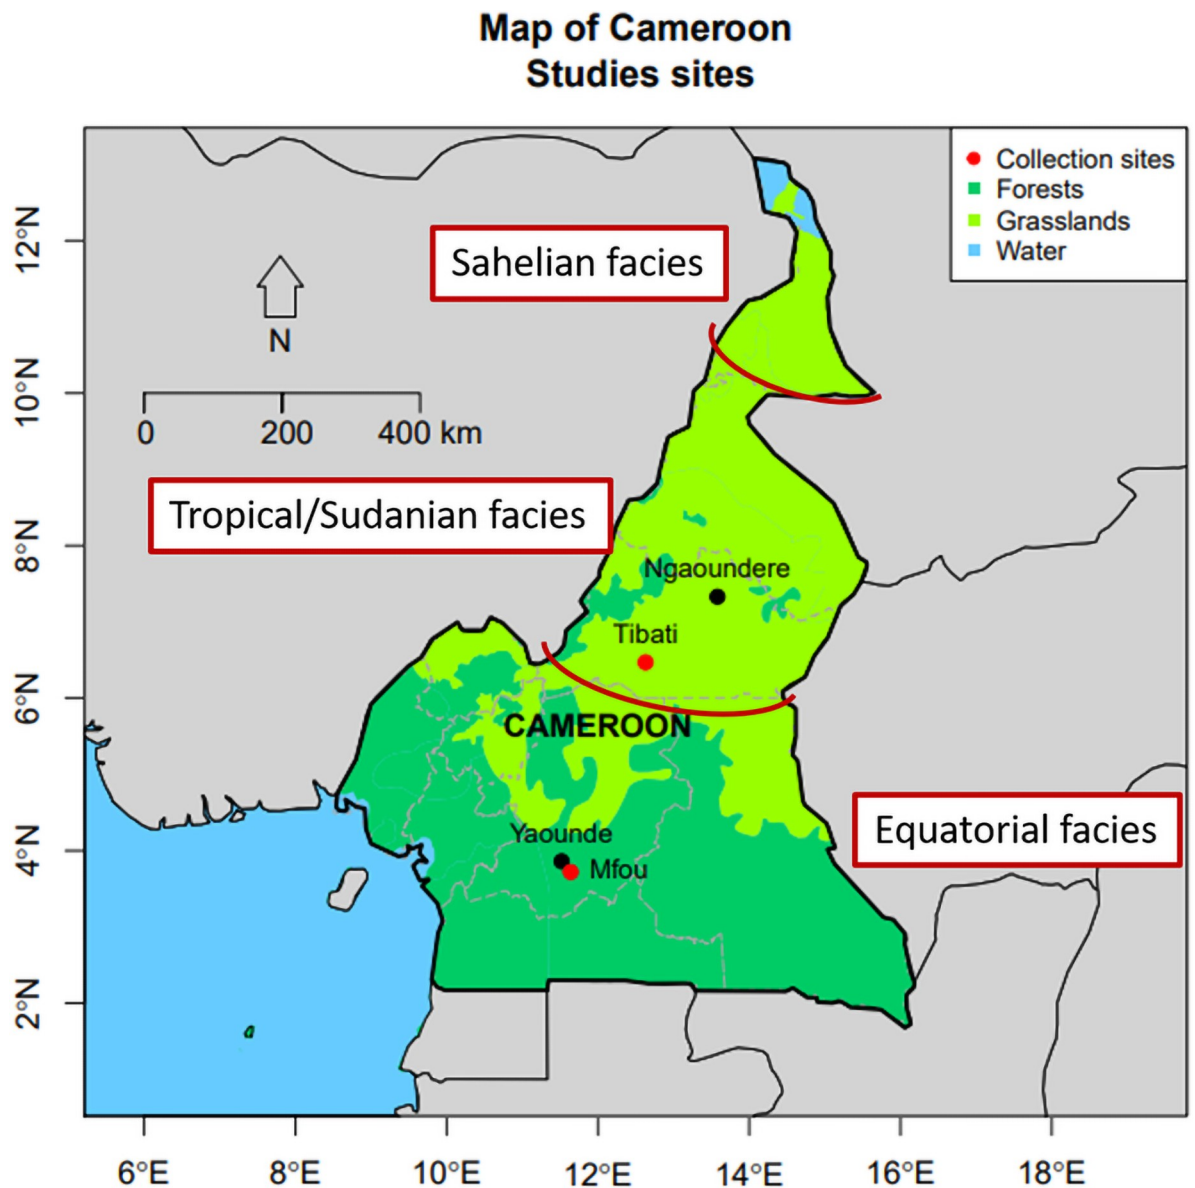 Map of Cameroon
Studies sites
Collection sites
Forests
Grasslands
Water
Sahelian facies
N
0 200 400 km
Tropical/Sudanian facies
Ngaoundere
Tibati
CAMEROON
Equatorial facies
Yaounde
Mfou
12°N
10°N
8°N
6°N
4°N
2°N
6°E 8°E 10°E 12°E 14°E 16°E 18°E